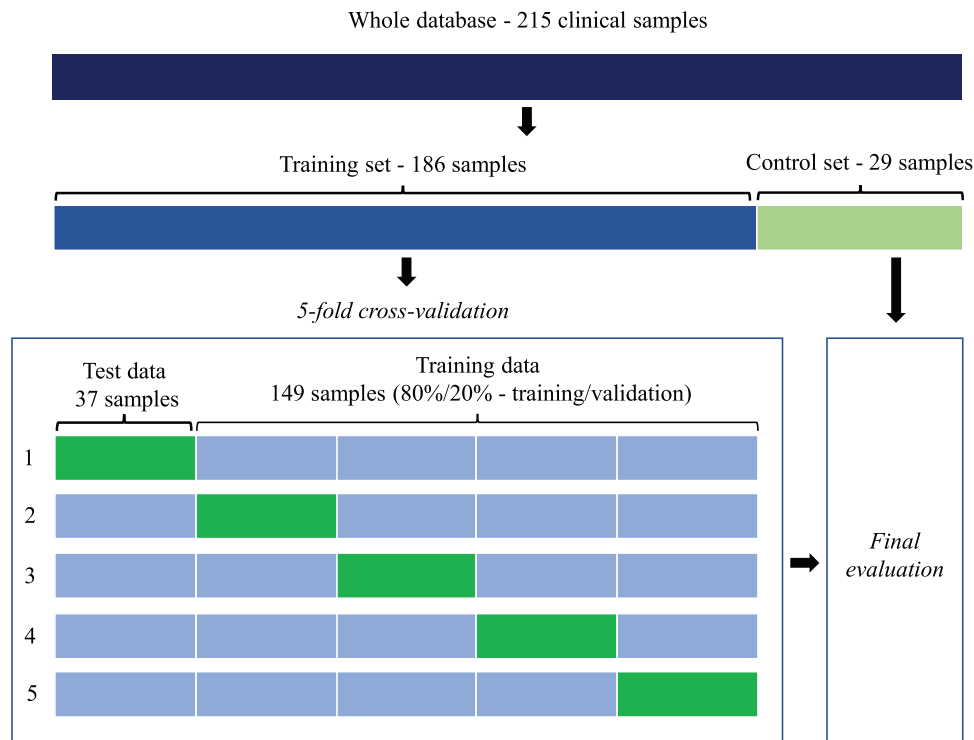 Whole database - 215 clinical samples
Training set - 186 samples
Control set - 29 samples
5-fold cross-validation
Test data
37 samples
Training data
149 samples (80%/20% - training/validation)
1
2
3
4
5
Final
evaluation